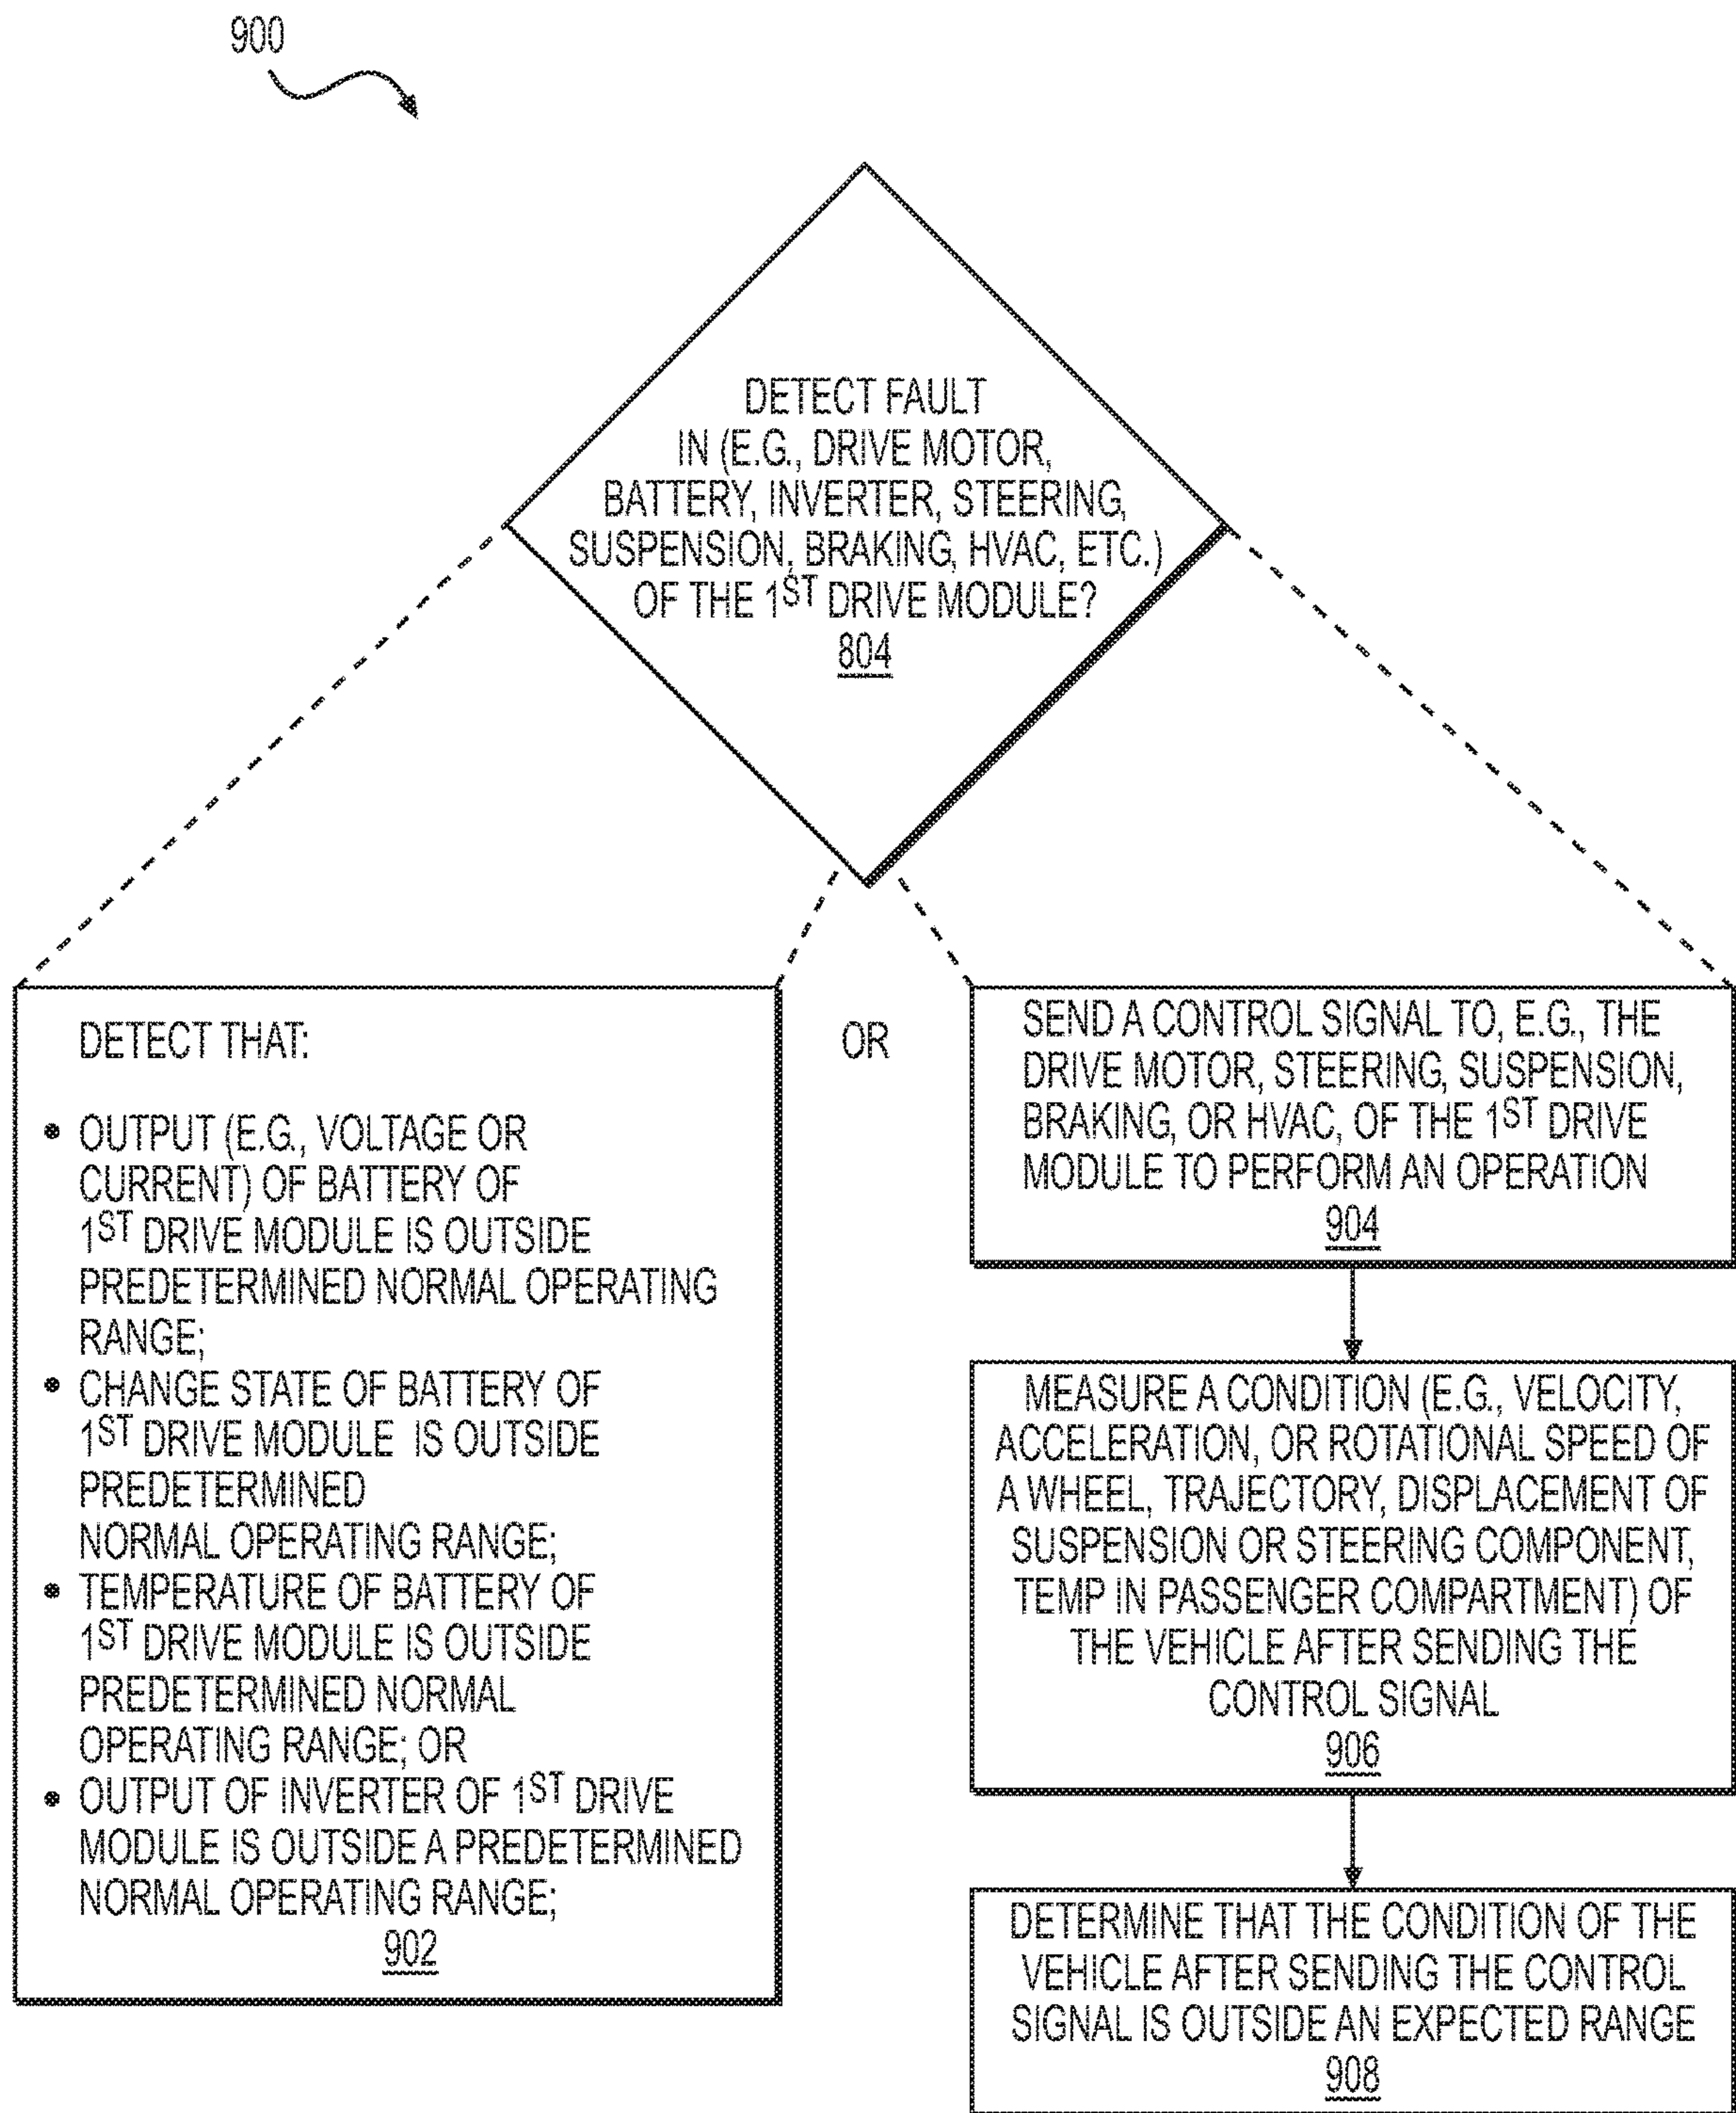 900
DETECT FAULT
IN (E.G., DRIVE MOTOR,
BATTERY, INVERTER, STEERING,
SUSPENSION, BRAKING, HVAC, ETC.)
OF THE 1ST DRIVE MODULE?
804
DETECT THAT:
• OUTPUT (E.G., VOLTAGE OR
CURRENT) OF BATTERY OF
1ST DRIVE MODULE IS OUTSIDE
PREDETERMINED NORMAL OPERATING
RANGE;
• CHANGE STATE OF BATTERY OF
1ST DRIVE MODULE IS OUTSIDE
PREDETERMINED
NORMAL OPERATING RANGE;
• TEMPERATURE OF BATTERY OF
1ST DRIVE MODULE IS OUTSIDE
PREDETERMINED NORMAL
OPERATING RANGE; OR
• OUTPUT OF INVERTER OF 1ST DRIVE
MODULE IS OUTSIDE A PREDETERMINED
NORMAL OPERATING RANGE;
902
OR
SEND A CONTROL SIGNAL TO, E.G., THE
DRIVE MOTOR, STEERING, SUSPENSION,
BRAKING, OR HVAC, OF THE 1ST DRIVE
MODULE TO PERFORM AN OPERATION
904
MEASURE A CONDITION (E.G., VELOCITY,
ACCELERATION, OR ROTATIONAL SPEED OF
A WHEEL, TRAJECTORY, DISPLACEMENT OF
SUSPENSION OR STEERING COMPONENT,
TEMP IN PASSENGER COMPARTMENT) OF
THE VEHICLE AFTER SENDING THE
CONTROL SIGNAL
906
DETERMINE THAT THE CONDITION OF THE
VEHICLE AFTER SENDING THE CONTROL
SIGNAL IS OUTSIDE AN EXPECTED RANGE
908